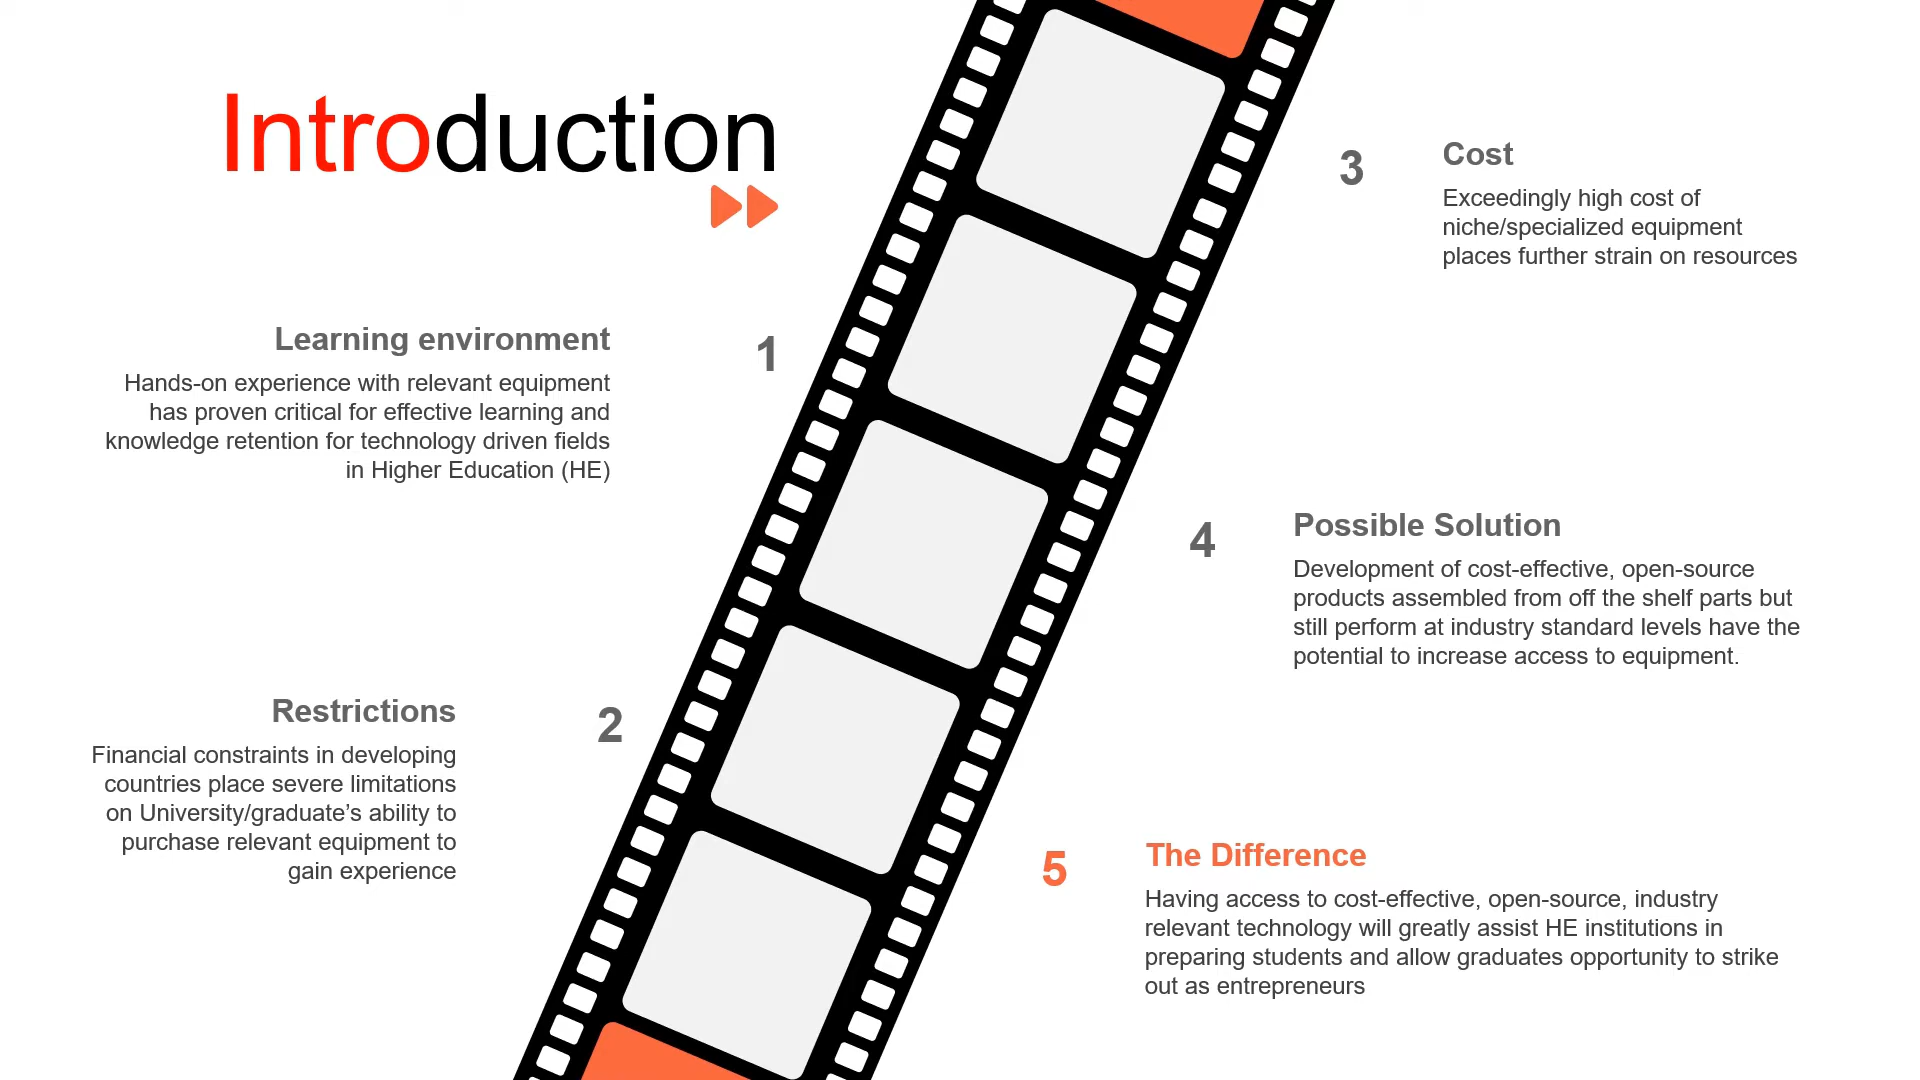 Introduction
1
Learning environment
Hands-on experience with relevant equipment
has proven critical for effective learning and
knowledge retention for technology driven fields
in Higher Education (HE)
2
Restrictions
Financial constraints in developing
countries place severe limitations
on University/graduate’s ability to
purchase relevant equipment to
gain experience
3
Cost
Exceedingly high cost of
niche/specialized equipment
places further strain on resources
4
Possible Solution
Development of cost-effective, open-source
products assembled from off the shelf parts but
still perform at industry standard levels have the
potential to increase access to equipment.
5
The Difference
Having access to cost-effective, open-source, industry
relevant technology will greatly assist HE institutions in
preparing students and allow graduates opportunity to strike
out as entrepreneurs